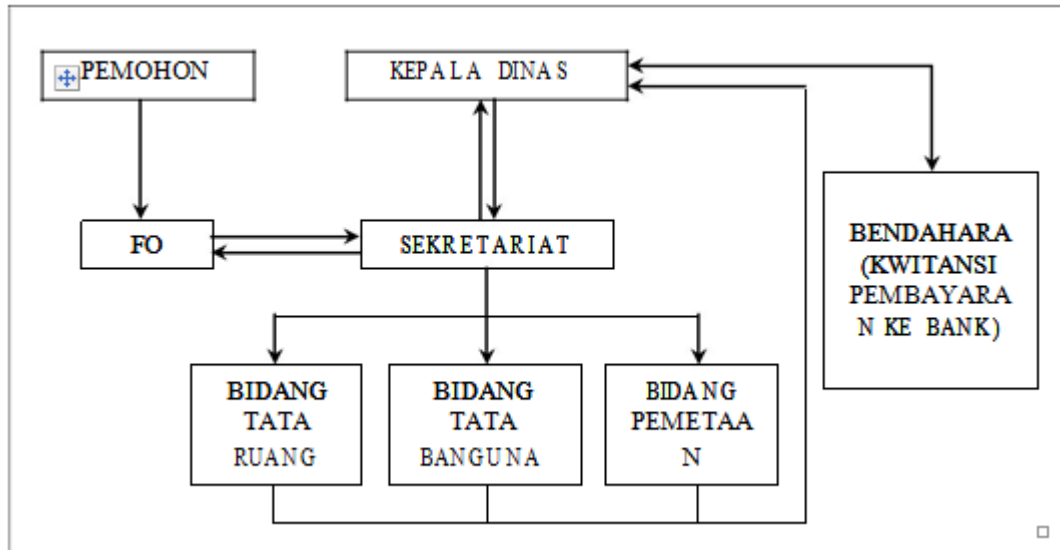 PEMOHON
KEPALA DINAS
FO
SEKRETARIAT
BENDAHARA
(KWITANSI
PEMBAYARA
N KE BANK)
BIDANG
TATA
RUANG
BIDANG
TATA
BANGUNA
BIDANG
PEMETAA
N